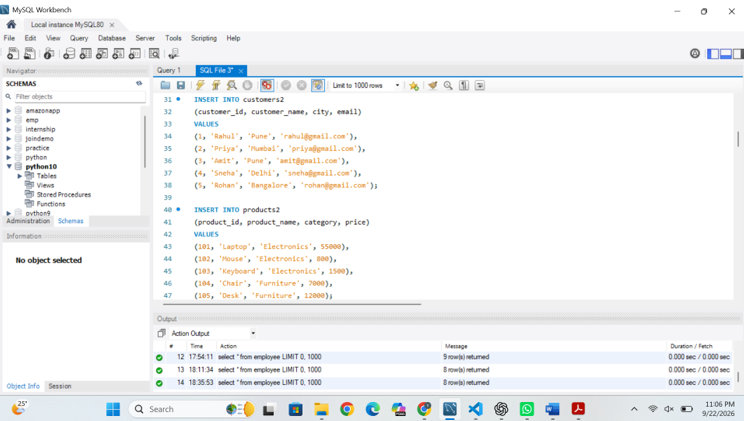 MySQL Workbench
Local instance MySQL80
File Edit View Query Database Server Tools Scripting Help
Navigator
SCHEMAS
Filter objects
amazonapp
emp
internship
joindemo
practice
python
python10
Tables
Views
Stored Procedures
Functions
python9
Administration Schemas
Information
No object selected
Object Info Session
Query 1 SQL File 3*
Limit to 1000 rows
31 INSERT INTO customers2
32 (customer_id, customer_name, city, email)
33 VALUES
34 (1, 'Rahul', 'Pune', 'rahul@gmail.com'),
35 (2, 'Priya', 'Mumbai', 'priya@gmail.com'),
36 (3, 'Amit', 'Pune', 'amit@gmail.com'),
37 (4, 'Sneha', 'Delhi', 'sneha@gmail.com'),
38 (5, 'Rohan', 'Bangalore', 'rohan@gmail.com');
39
40 INSERT INTO products2
41 (product_id, product_name, category, price)
42 VALUES
43 (101, 'Laptop', 'Electronics', 55000),
44 (102, 'Mouse', 'Electronics', 800),
45 (103, 'Keyboard', 'Electronics', 1500),
46 (104, 'Chair', 'Furniture', 7000),
47 (105, 'Desk', 'Furniture', 12000);
Output
Action Output
# Time Action Message Duration / Fetch
12 17:54:11 select * from employee LIMIT 0, 1000 9 row(s) returned 0.000 sec / 0.000 sec
13 18:11:34 select * from employee LIMIT 0, 1000 8 row(s) returned 0.000 sec / 0.000 sec
14 18:35:53 select * from employee LIMIT 0, 1000 8 row(s) returned 0.000 sec / 0.000 sec
25°
Search
11:06 PM
9/22/2026